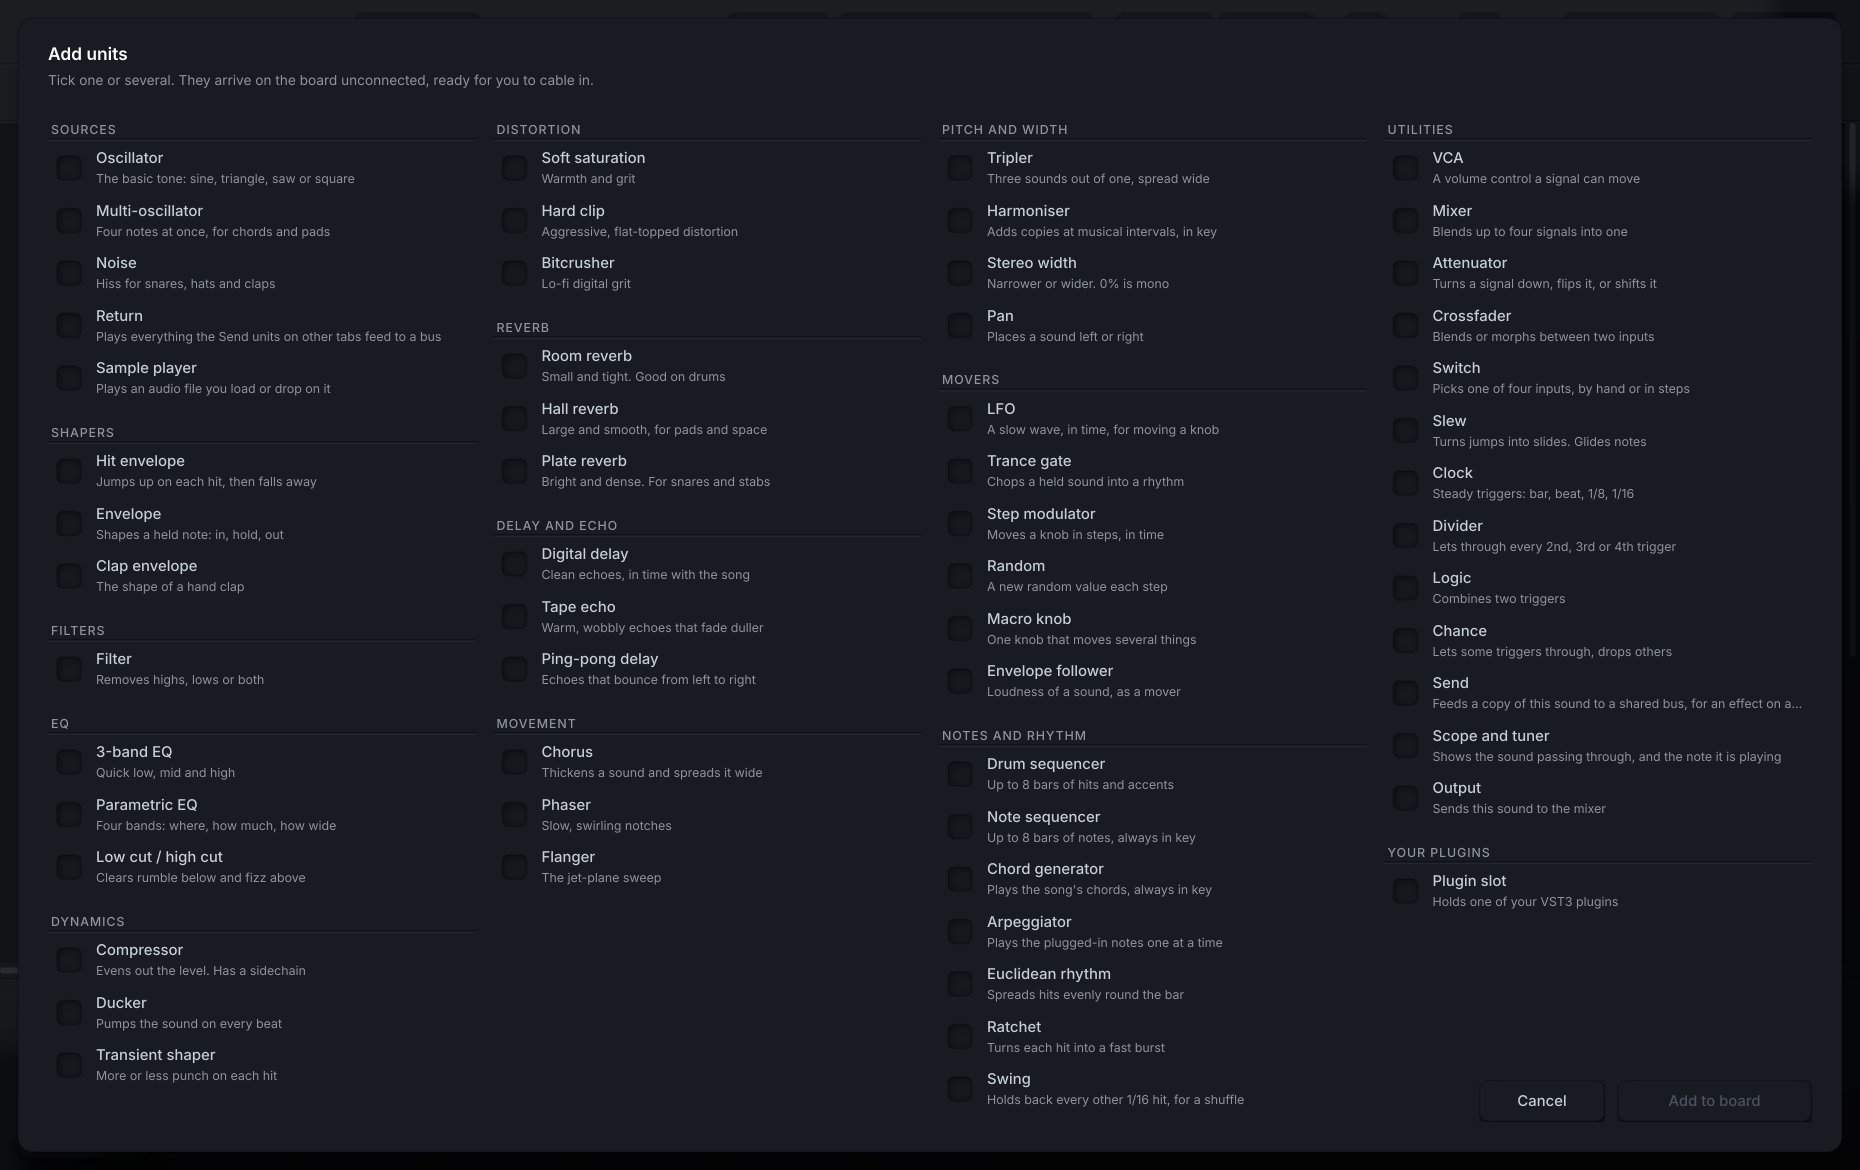 Add units
Tick one or several. They arrive on the board unconnected, ready for you to cable in.
SOURCES
Oscillator
The basic tone: sine, triangle, saw or square
Multi-oscillator
Four notes at once, for chords and pads
Noise
Hiss for snares, hats and claps
Return
Plays everything the Send units on other tabs feed to a bus
Sample player
Plays an audio file you load or drop on it
SHAPERS
Hit envelope
Jumps up on each hit, then falls away
Envelope
Shapes a held note: in, hold, out
Clap envelope
The shape of a hand clap
FILTERS
Filter
Removes highs, lows or both
EQ
3-band EQ
Quick low, mid and high
Parametric EQ
Four bands: where, how much, how wide
Low cut / high cut
Clears rumble below and fizz above
DYNAMICS
Compressor
Evens out the level. Has a sidechain
Ducker
Pumps the sound on every beat
Transient shaper
More or less punch on each hit
DISTORTION
Soft saturation
Warmth and grit
Hard clip
Aggressive, flat-topped distortion
Bitcrusher
Lo-fi digital grit
REVERB
Room reverb
Small and tight. Good on drums
Hall reverb
Large and smooth, for pads and space
Plate reverb
Bright and dense. For snares and stabs
DELAY AND ECHO
Digital delay
Clean echoes, in time with the song
Tape echo
Warm, wobbly echoes that fade duller
Ping-pong delay
Echoes that bounce from left to right
MOVEMENT
Chorus
Thickens a sound and spreads it wide
Phaser
Slow, swirling notches
Flanger
The jet-plane sweep
PITCH AND WIDTH
Tripler
Three sounds out of one, spread wide
Harmoniser
Adds copies at musical intervals, in key
Stereo width
Narrower or wider. 0% is mono
Pan
Places a sound left or right
MOVERS
LFO
A slow wave, in time, for moving a knob
Trance gate
Chops a held sound into a rhythm
Step modulator
Moves a knob in steps, in time
Random
A new random value each step
Macro knob
One knob that moves several things
Envelope follower
Loudness of a sound, as a mover
NOTES AND RHYTHM
Drum sequencer
Up to 8 bars of hits and accents
Note sequencer
Up to 8 bars of notes, always in key
Chord generator
Plays the song's chords, always in key
Arpeggiator
Plays the plugged-in notes one at a time
Euclidean rhythm
Spreads hits evenly round the bar
Ratchet
Turns each hit into a fast burst
Swing
Holds back every other 1/16 hit, for a shuffle
UTILITIES
VCA
A volume control a signal can move
Mixer
Blends up to four signals into one
Attenuator
Turns a signal down, flips it, or shifts it
Crossfader
Blends or morphs between two inputs
Switch
Picks one of four inputs, by hand or in steps
Slew
Turns jumps into slides. Glides notes
Clock
Steady triggers: bar, beat, 1/8, 1/16
Divider
Lets through every 2nd, 3rd or 4th trigger
Logic
Combines two triggers
Chance
Lets some triggers through, drops others
Send
Feeds a copy of this sound to a shared bus, for an effect on a...
Scope and tuner
Shows the sound passing through, and the note it is playing
Output
Sends this sound to the mixer
YOUR PLUGINS
Plugin slot
Holds one of your VST3 plugins
Cancel
Add to board